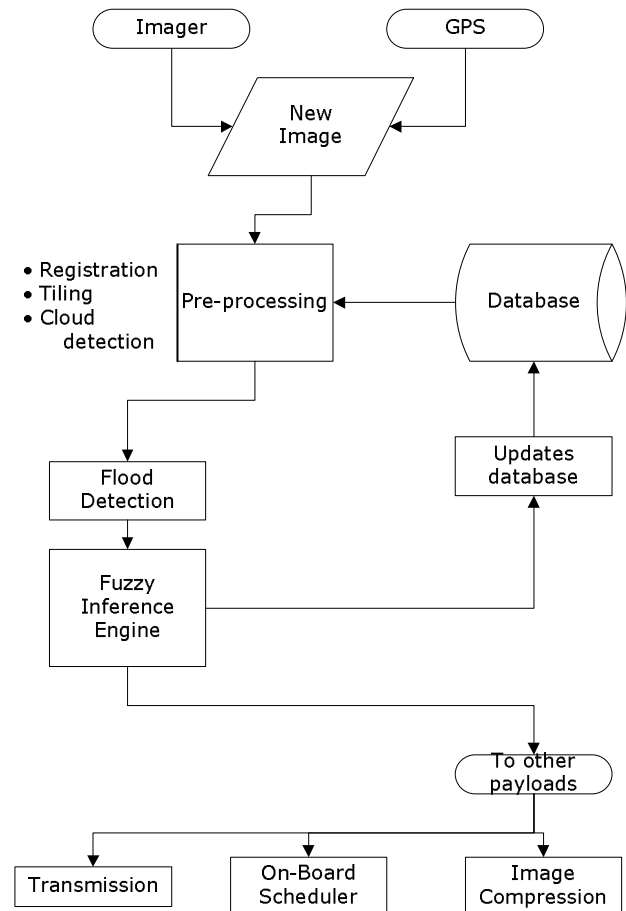 Imager
GPS
New
Image
• Registration
• Tiling
• Cloud
detection
Pre-processing
Database
Updates
database
Flood
Detection
Fuzzy
Inference
Engine
To other
payloads
Transmission
On-Board
Scheduler
Image
Compression